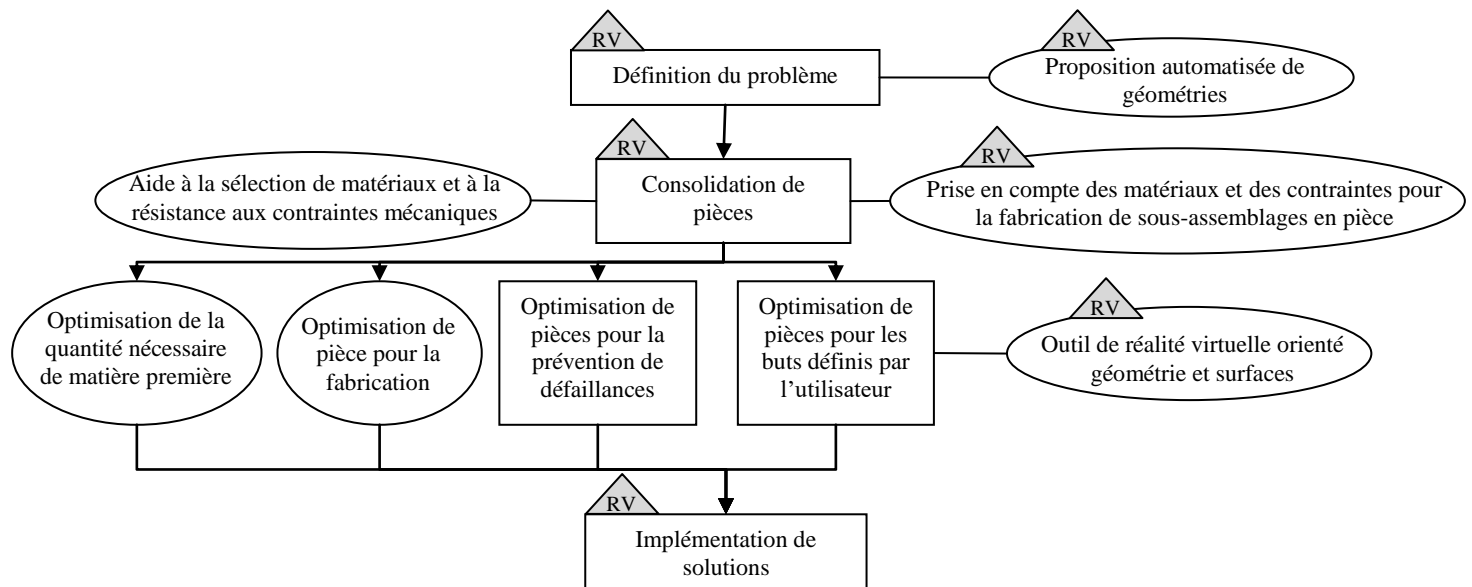 RV
Définition du problème
RV
Proposition automatisée de
géométries
Aide à la sélection de matériaux et à la
résistance aux contraintes mécaniques
RV
Consolidation de
pièces
RV
Prise en compte des matériaux et des contraintes pour
la fabrication de sous-assemblages en pièce
Optimisation de la
quantité nécessaire
de matière première
Optimisation de
pièce pour la
fabrication
Optimisation de
pièces pour la
prévention de
défaillances
Optimisation de
pièces pour les
buts définis par
l’utilisateur
RV
Outil de réalité virtuelle orienté
géométrie et surfaces
RV
Implémentation de
solutions